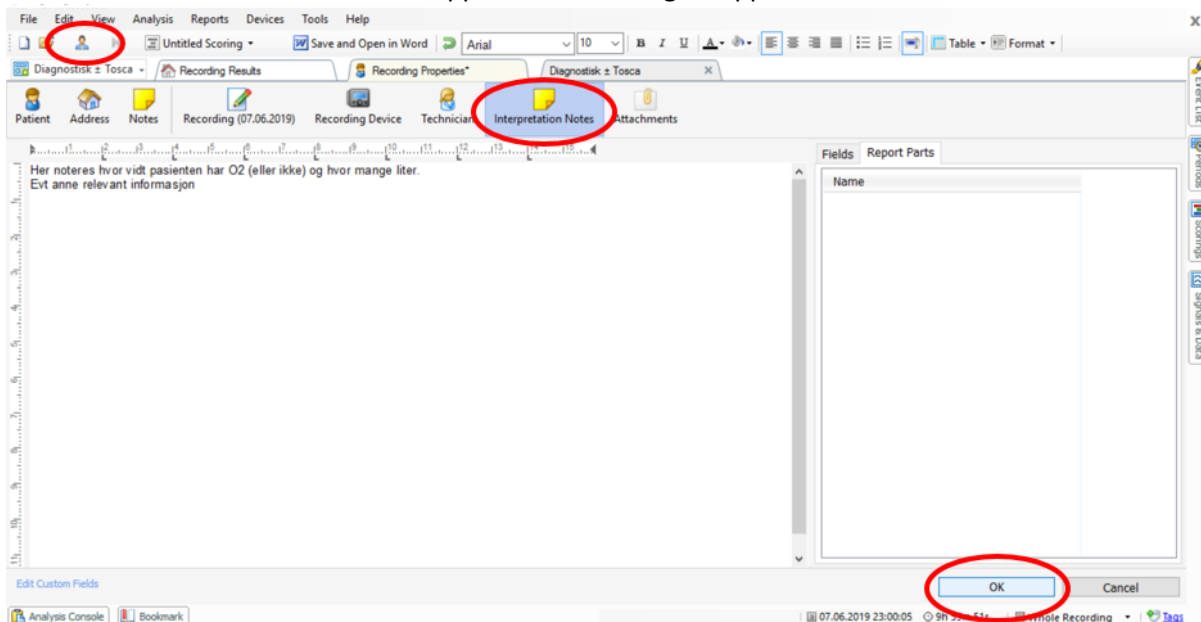 File Edit View Analysis Reports Devices Tools Help
Untitled Scoring Save and Open in Word Arial 10 B I U A Table Format
Diagnostisk ± Tosca Recording Results Recording Properties* Diagnostisk ± Tosca
Patient Address Notes Recording (07.06.2019) Recording Device Technician Interpretation Notes Attachments
Her noteres hvor vidt pasienten har O2 (eller ikke) og hvor mange liter.
Evt anne relevant informasjon
Fields Report Parts
Name
Event List
Periods
Scorings
Signals & Data
Edit Custom Fields
OK Cancel
Analysis Console Bookmark 07.06.2019 23:00:05 Whole Recording Tags